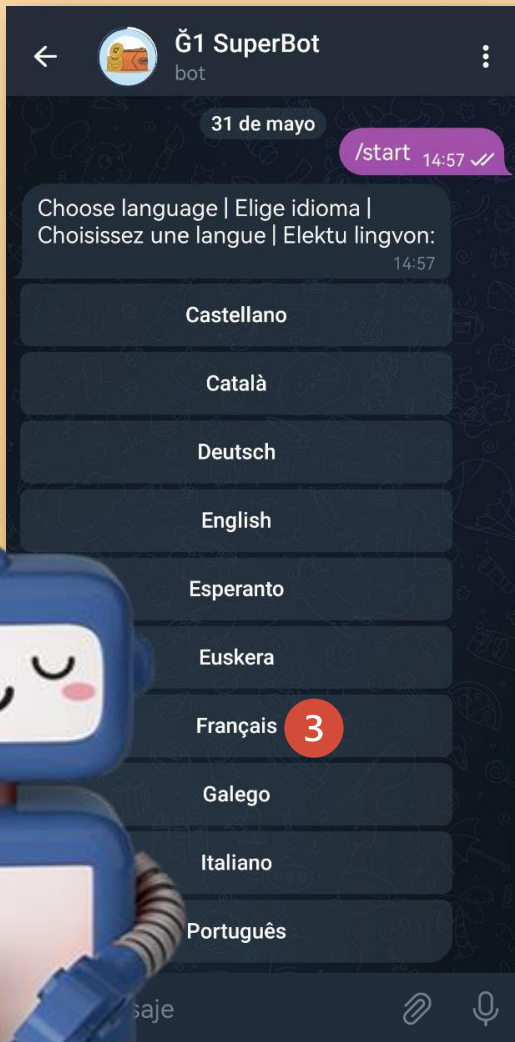 Ğ1 SuperBot
bot
31 de mayo
/start 14:57
Choose language | Elige idioma |
Choisissez une langue | Elektu lingvon:
14:57
Castellano
Català
Deutsch
English
Esperanto
Euskera
Français 3
Galego
Italiano
Português
saje